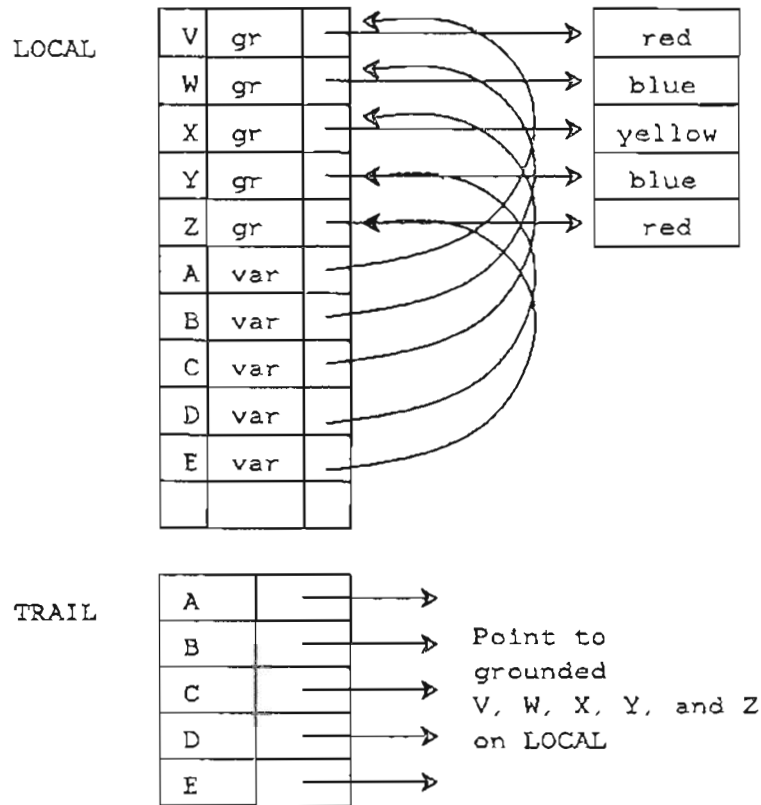 LOCAL
V gr red
W gr blue
X gr yellow
Y gr blue
Z gr red
A var
B var
C var
D var
E var
TRAIL
A
B
C
D
E
Point to
grounded
V, W, X, Y, and Z
on LOCAL